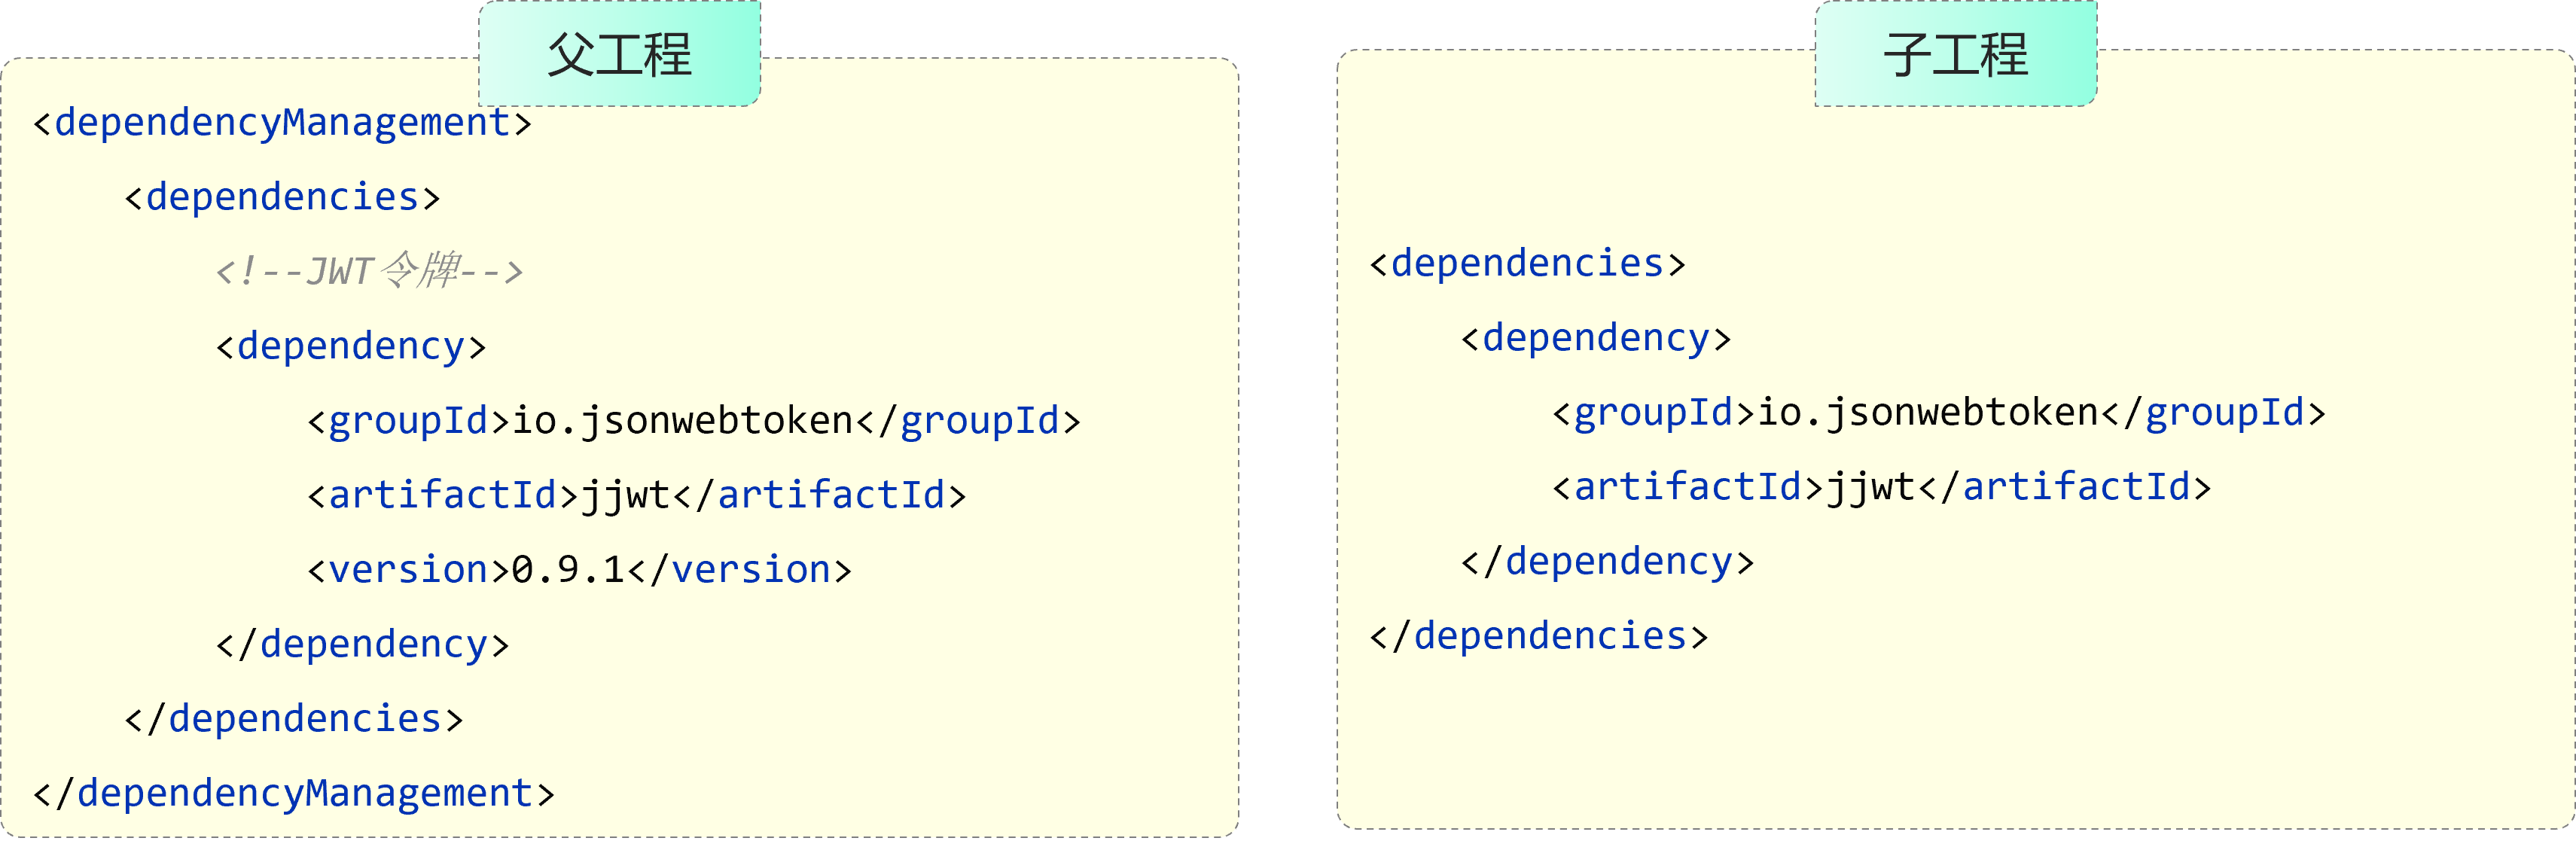 父工程
<dependencyManagement>
<dependencies>
<!--JWT令牌-->
<dependency>
<groupId>io.jsonwebtoken</groupId>
<artifactId>jjwt</artifactId>
<version>0.9.1</version>
</dependency>
</dependencies>
</dependencyManagement>
子工程
<dependencies>
<dependency>
<groupId>io.jsonwebtoken</groupId>
<artifactId>jjwt</artifactId>
</dependency>
</dependencies>